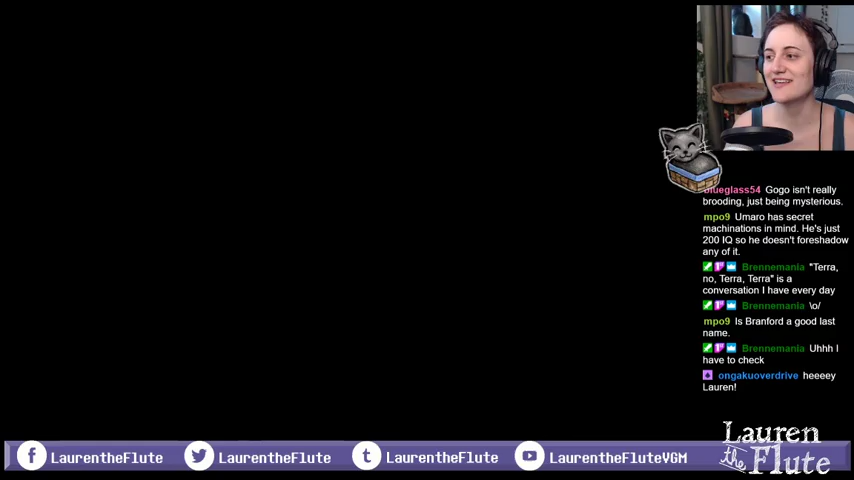 blueglass54 Gogo isn't really
brooding, just being mysterious.
mpo9 Umaro has secret
machinations in mind. He's just
200 IQ so he doesn't foreshadow
any of it.
Brennemania "Terra,
no, Terra, Terra" is a
conversation I have every day
Brennemania \o/
mpo9 Is Branford a good last
name.
Brennemania Uhhh I
have to check
ongakuoverdrive heeeey
Lauren!
LaurentheFlute
LaurentheFlute
LaurentheFlute
LaurentheFluteVGM
Lauren
the Flute